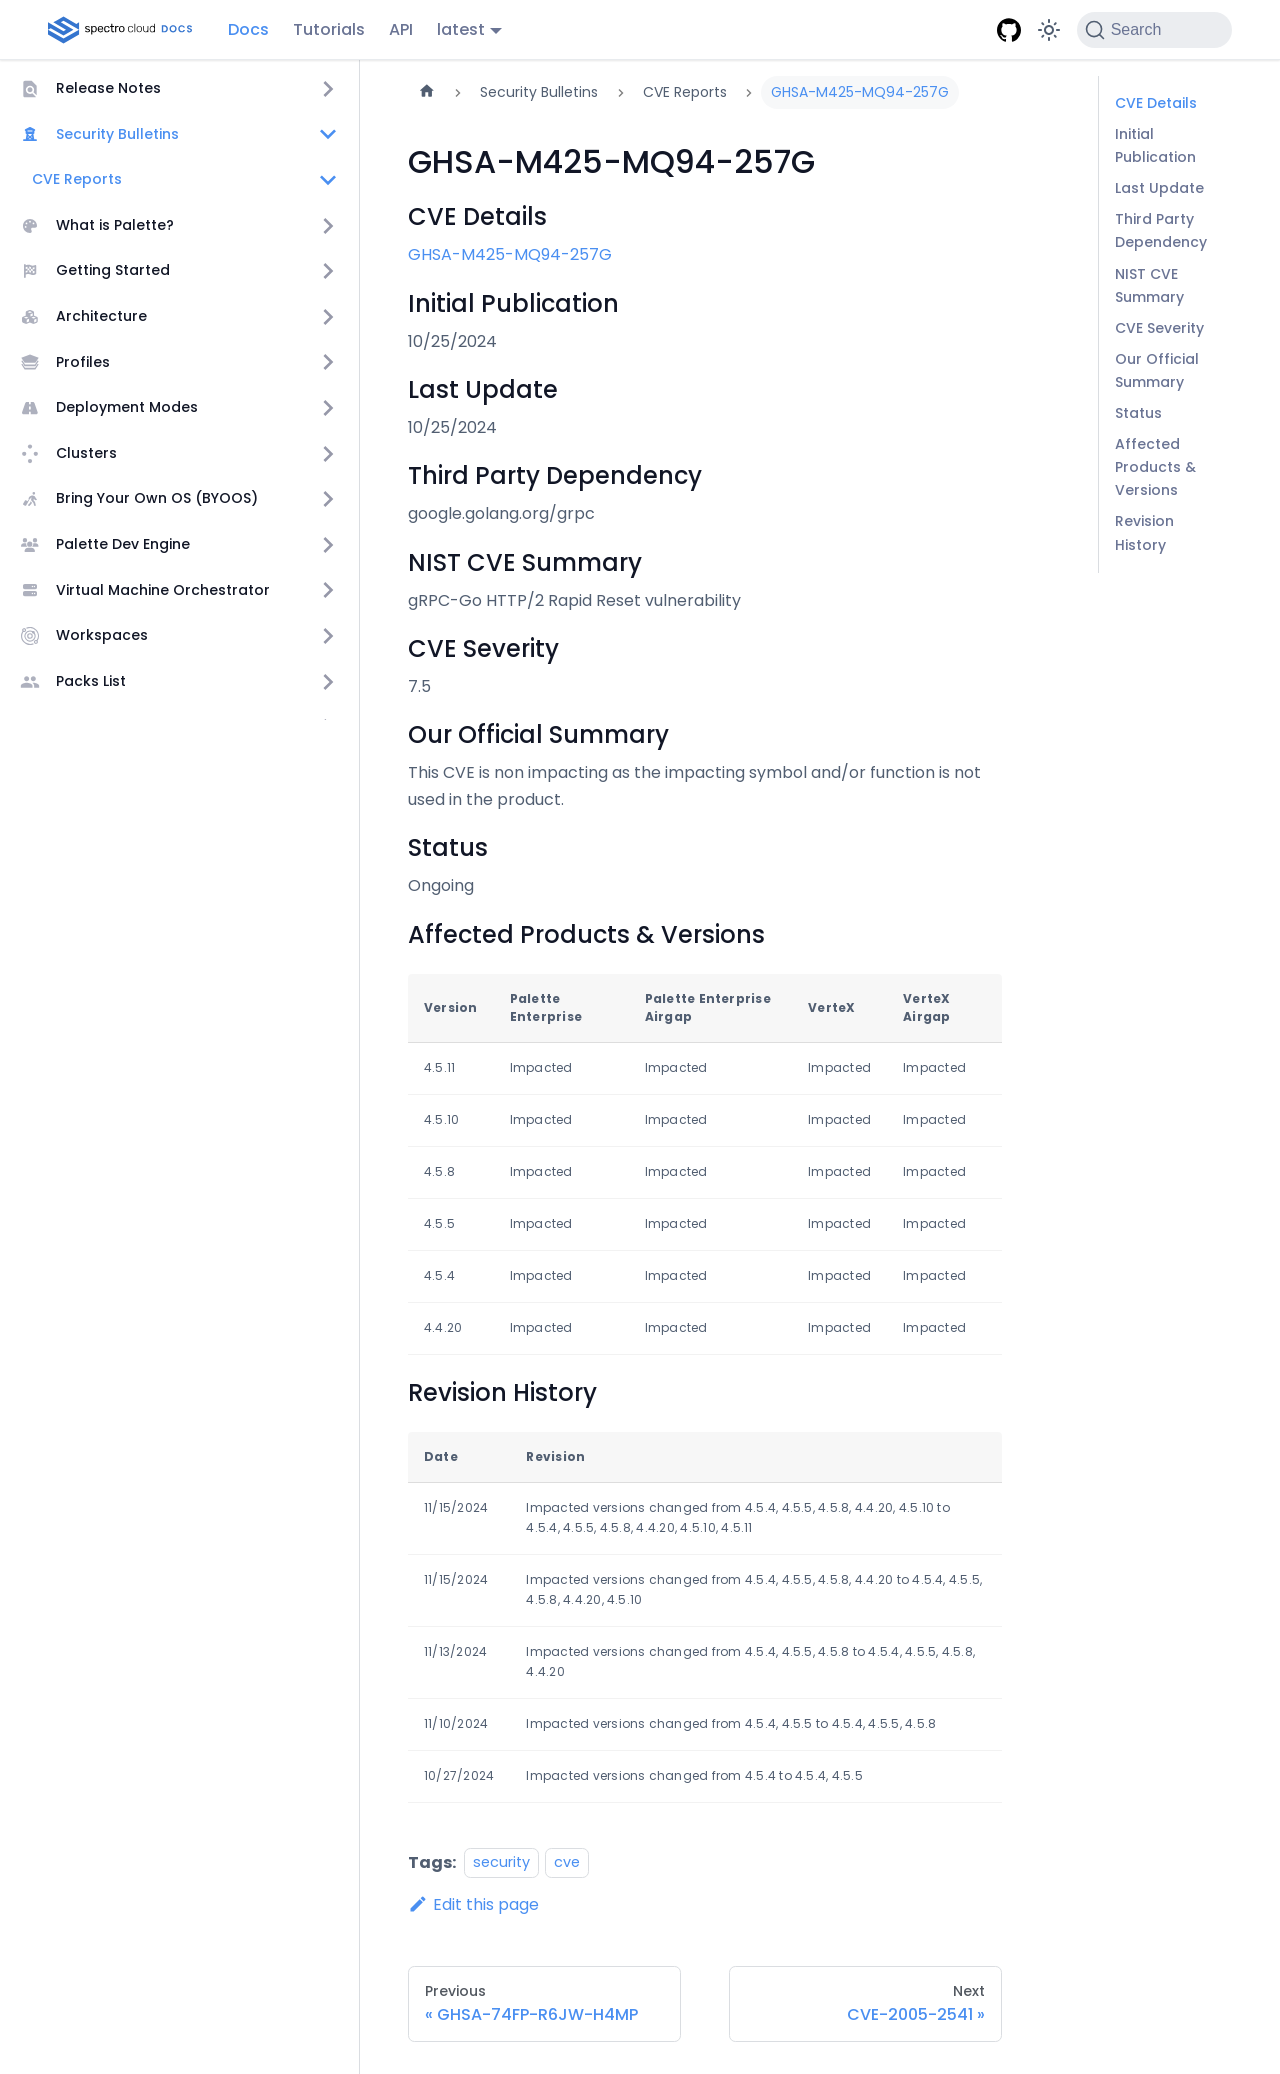 spectro cloud DOCS
Docs
Tutorials
API
latest
Search
Release Notes
Security Bulletins
CVE Reports
What is Palette?
Getting Started
Architecture
Profiles
Deployment Modes
Clusters
Bring Your Own OS (BYOOS)
Palette Dev Engine
Virtual Machine Orchestrator
Workspaces
Packs List
Security Bulletins
CVE Reports
GHSA-M425-MQ94-257G
GHSA-M425-MQ94-257G
CVE Details
GHSA-M425-MQ94-257G
Initial Publication
10/25/2024
Last Update
10/25/2024
Third Party Dependency
google.golang.org/grpc
NIST CVE Summary
gRPC-Go HTTP/2 Rapid Reset vulnerability
CVE Severity
7.5
Our Official Summary
This CVE is non impacting as the impacting symbol and/or function is not
used in the product.
Status
Ongoing
Affected Products & Versions
Version Palette Enterprise Palette Enterprise Airgap VerteX VerteX Airgap
4.5.11 Impacted Impacted Impacted Impacted
4.5.10 Impacted Impacted Impacted Impacted
4.5.8 Impacted Impacted Impacted Impacted
4.5.5 Impacted Impacted Impacted Impacted
4.5.4 Impacted Impacted Impacted Impacted
4.4.20 Impacted Impacted Impacted Impacted
Revision History
Date Revision
11/15/2024 Impacted versions changed from 4.5.4, 4.5.5, 4.5.8, 4.4.20, 4.5.10 to
4.5.4, 4.5.5, 4.5.8, 4.4.20, 4.5.10, 4.5.11
11/15/2024 Impacted versions changed from 4.5.4, 4.5.5, 4.5.8, 4.4.20 to 4.5.4, 4.5.5,
4.5.8, 4.4.20, 4.5.10
11/13/2024 Impacted versions changed from 4.5.4, 4.5.5, 4.5.8 to 4.5.4, 4.5.5, 4.5.8,
4.4.20
11/10/2024 Impacted versions changed from 4.5.4, 4.5.5 to 4.5.4, 4.5.5, 4.5.8
10/27/2024 Impacted versions changed from 4.5.4 to 4.5.4, 4.5.5
Tags: security cve
Edit this page
Previous
« GHSA-74FP-R6JW-H4MP
Next
CVE-2005-2541 »
CVE Details
Initial
Publication
Last Update
Third Party
Dependency
NIST CVE
Summary
CVE Severity
Our Official
Summary
Status
Affected
Products &
Versions
Revision
History